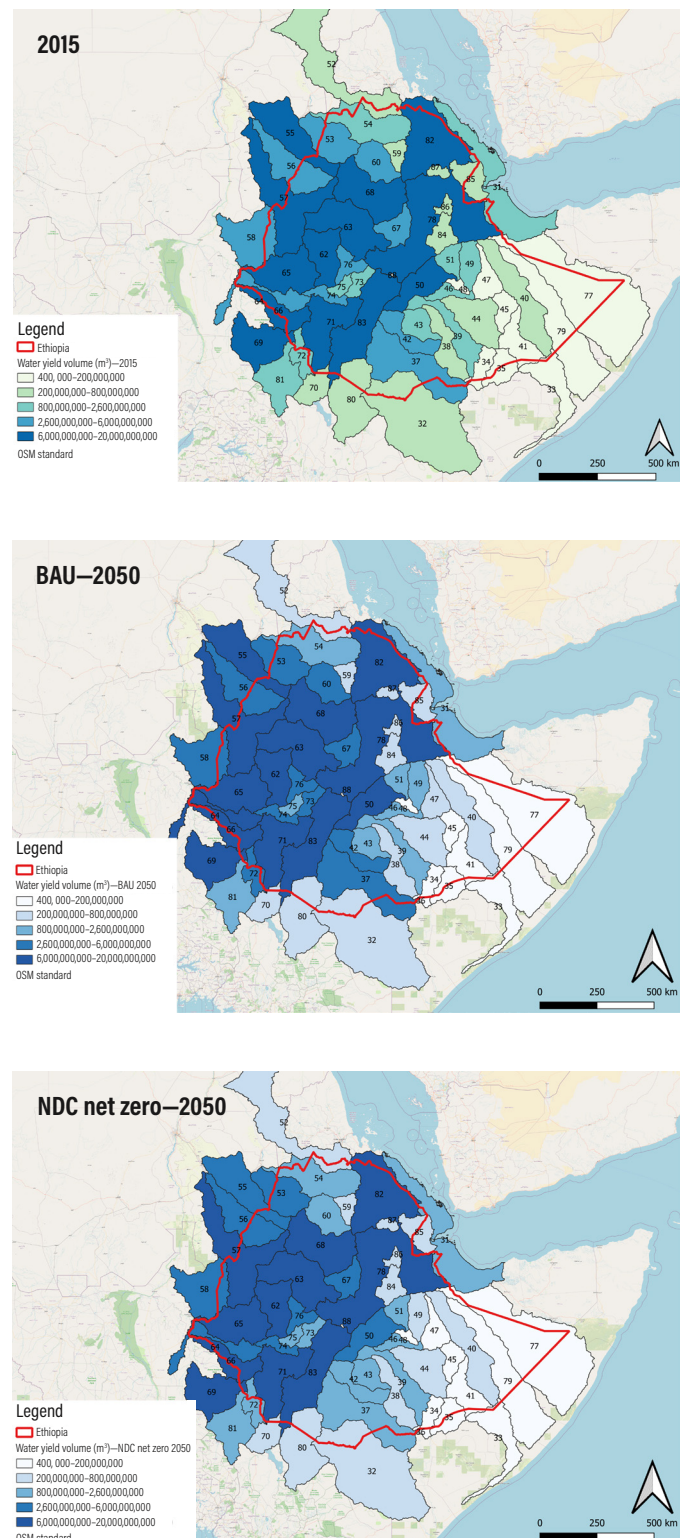 2015
52
55 53 54 82
56 60 59 87 85 31
57 68 86
58 63 67 78 84
62 76 51 49
65 75 73 88 50 46 48 47 40 77
64 74 66 71 83 43 44 45 79
69 42 39 38 41
72 37 34 35
81 70 80 33
32
Legend
Ethiopia
Water yield volume (m³)—2015
400, 000–200,000,000
200,000,000–800,000,000
800,000,000–2,600,000,000
2,600,000,000–6,000,000,000
6,000,000,000–20,000,000,000
OSM standard
0 250 500 km
BAU—2050
52
55 53 54 82
56 60 59 87 85 31
57 68 86
58 63 67 78 84
62 76 51 49
65 75 73 88 50 46 48 47 40 77
64 74 66 71 83 43 44 45 79
69 42 39 38 41
72 37 34 35
81 70 80 36 33
32
Legend
Ethiopia
Water yield volume (m³)—BAU 2050
400, 000–200,000,000
200,000,000–800,000,000
800,000,000–2,600,000,000
2,600,000,000–6,000,000,000
6,000,000,000–20,000,000,000
OSM standard
0 250 500 km
NDC net zero—2050
52
55 53 54 82
56 60 59 87 85 31
57 68 86
58 63 67 78 84
62 76 51 49
65 75 73 88 50 46 48 47 40 77
64 74 66 71 83 43 44 45 79
69 42 39 38 41
72 37 34 35
81 70 80 36 33
32
Legend
Ethiopia
Water yield volume (m³)—NDC net zero 2050
400, 000–200,000,000
200,000,000–800,000,000
800,000,000–2,600,000,000
2,600,000,000–6,000,000,000
6,000,000,000–20,000,000,000
OSM standard
0 250 500 km